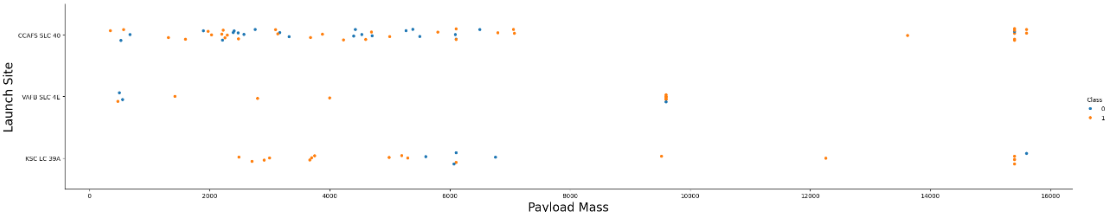 CCAFS SLC 40
VAFB SLC 4L
KSC LC 39A
Launch Site
0 2000 4000 6000 8000 10000 12000 14000 16000
Payload Mass
Class
0
1